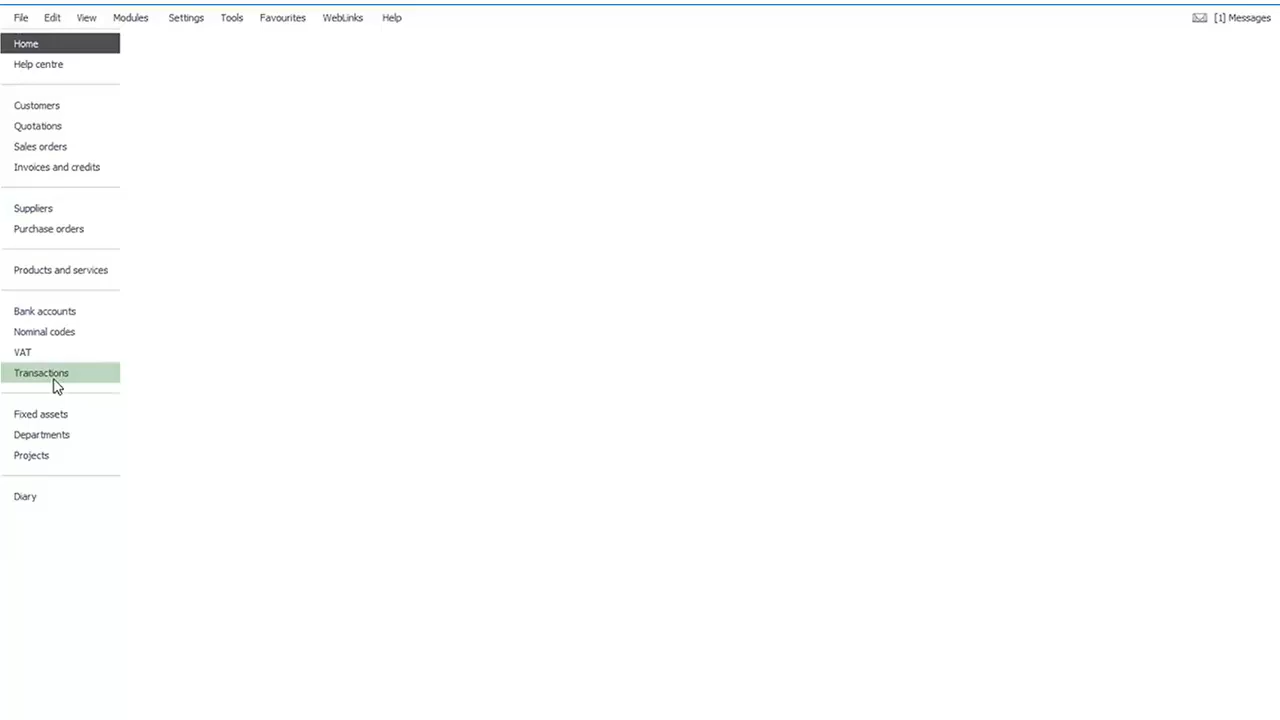 File Edit View Modules Settings Tools Favourites WebLinks Help [1] Messages
Home
Help centre
Customers
Quotations
Sales orders
Invoices and credits
Suppliers
Purchase orders
Products and services
Bank accounts
Nominal codes
VAT
Transactions
Fixed assets
Departments
Projects
Diary